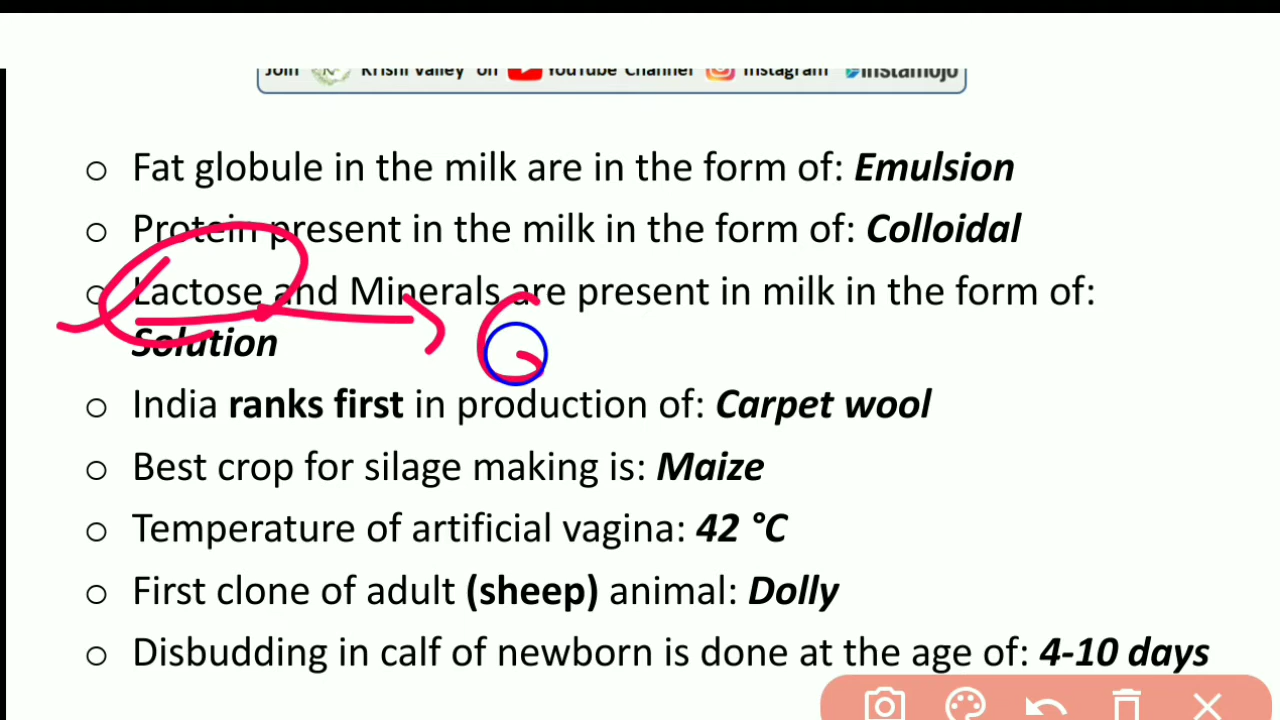 Join Krishi Valley on YouTube Channel Instagram instamojo
o Fat globule in the milk are in the form of: Emulsion
o Protein present in the milk in the form of: Colloidal
o Lactose and Minerals are present in milk in the form of:
Solution
o India ranks first in production of: Carpet wool
o Best crop for silage making is: Maize
o Temperature of artificial vagina: 42 °C
o First clone of adult (sheep) animal: Dolly
o Disbudding in calf of newborn is done at the age of: 4-10 days